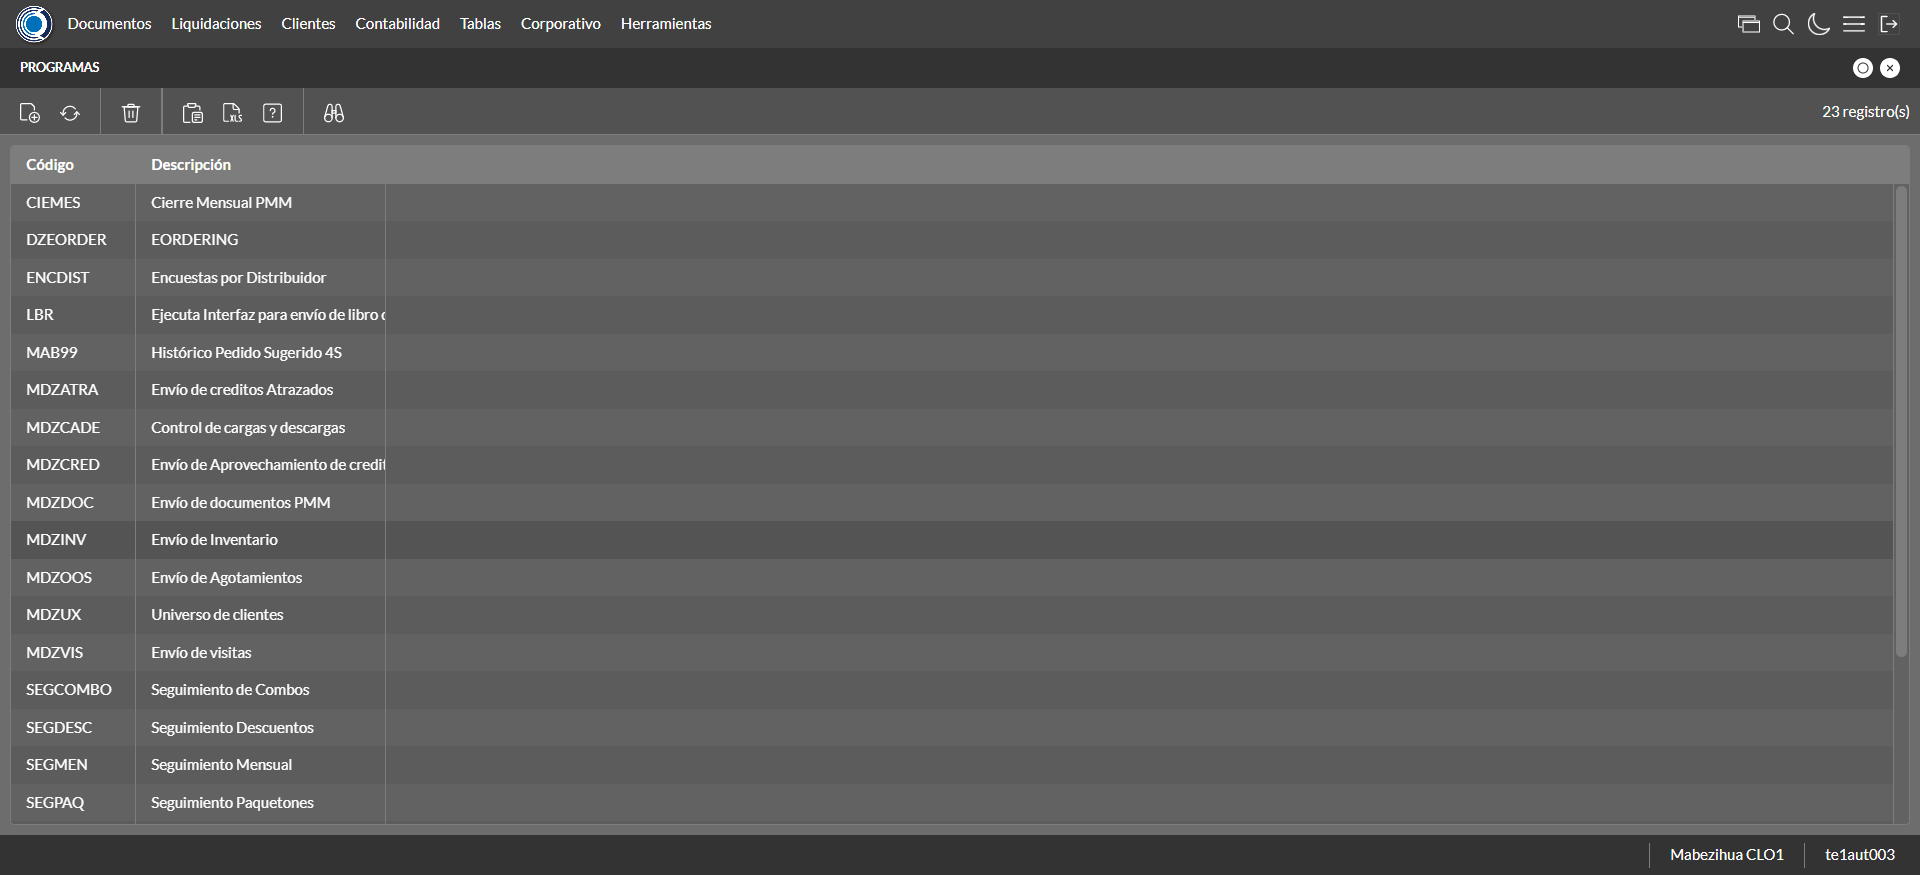 Documentos Liquidaciones Clientes Contabilidad Tablas Corporativo Herramientas
PROGRAMAS
XLS ? 23 registro(s)
Código Descripción
CIEMES Cierre Mensual PMM
DZEORDER EORDERING
ENCDIST Encuestas por Distribuidor
LBR Ejecuta Interfaz para envío de libro
MAB99 Histórico Pedido Sugerido 4S
MDZATRA Envío de creditos Atrazados
MDZCADE Control de cargas y descargas
MDZCRED Envío de Aprovechamiento de credit
MDZDOC Envío de documentos PMM
MDZINV Envío de Inventario
MDZOOS Envío de Agotamientos
MDZUX Universo de clientes
MDZVIS Envío de visitas
SEGCOMBO Seguimiento de Combos
SEGDESC Seguimiento Descuentos
SEGMEN Seguimiento Mensual
SEGPAQ Seguimiento Paquetones
Mabezihua CLO1 te1aut003